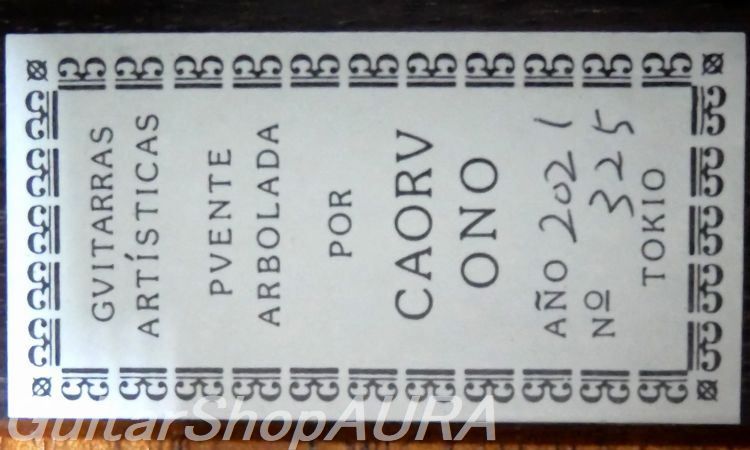 GVITARRAS
ARTÍSTICAS
PVENTE
ARBOLADA
POR
CAORV
ONO
AÑO 2021
Nº 325
TOKIO
GuitarShopAURA